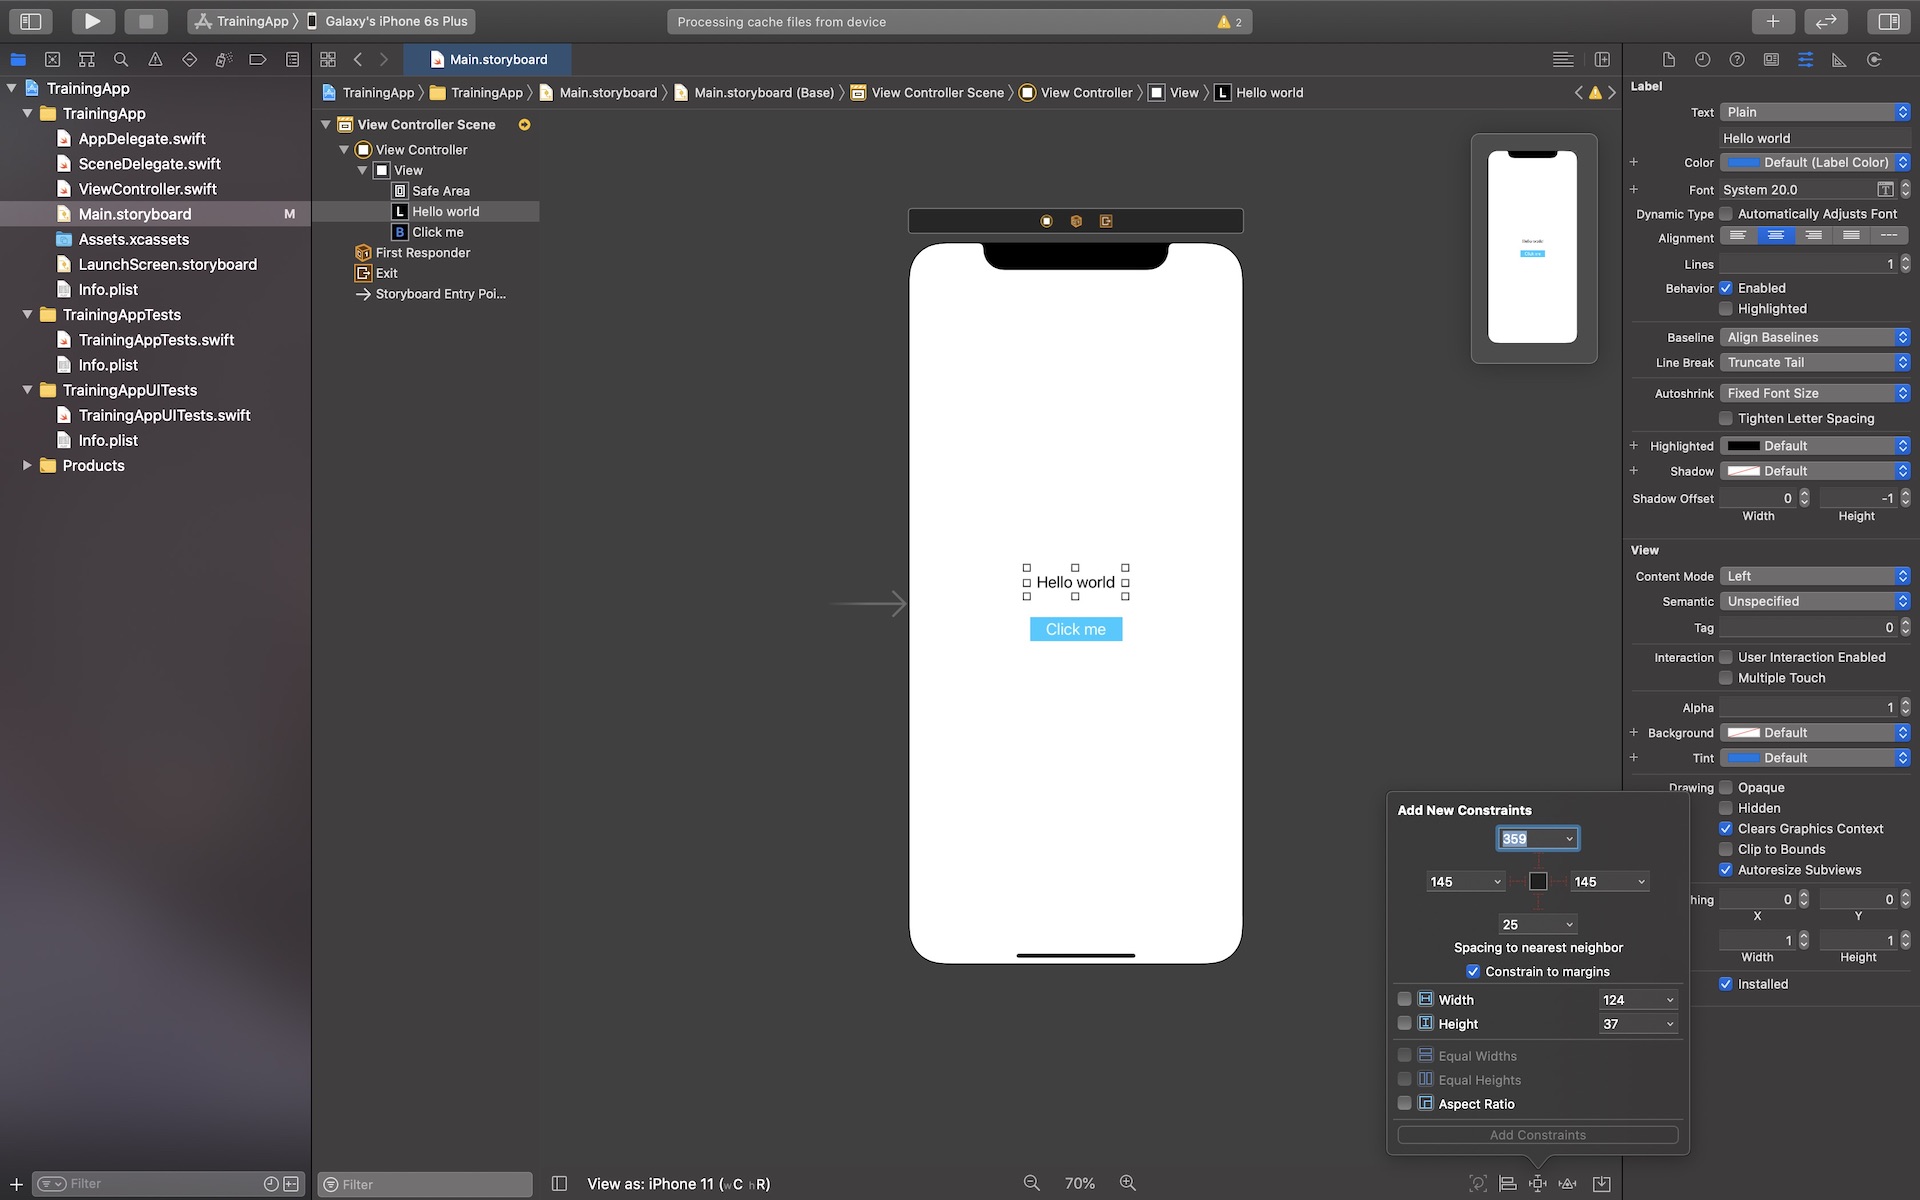 TrainingApp
Galaxy's iPhone 6s Plus
Processing cache files from device
2
TrainingApp
TrainingApp
AppDelegate.swift
SceneDelegate.swift
ViewController.swift
Main.storyboard
M
Assets.xcassets
LaunchScreen.storyboard
Info.plist
TrainingAppTests
TrainingAppTests.swift
Info.plist
TrainingAppUITests
TrainingAppUITests.swift
Info.plist
Products
Filter
Main.storyboard
TrainingApp
TrainingApp
Main.storyboard
Main.storyboard (Base)
View Controller Scene
View Controller
View
L Hello world
View Controller Scene
View Controller
View
Safe Area
L Hello world
B Click me
First Responder
Exit
Storyboard Entry Poi...
Filter
Hello world
Click me
Hello world
Click me
View as: iPhone 11 (wC hR)
70%
Label
Text Plain
Hello world
Color Default (Label Color)
Font System 20.0
Dynamic Type Automatically Adjusts Font
Alignment
Lines 1
Behavior Enabled
Highlighted
Baseline Align Baselines
Line Break Truncate Tail
Autoshrink Fixed Font Size
Tighten Letter Spacing
Highlighted Default
Shadow Default
Shadow Offset 0 -1
Width Height
View
Content Mode Left
Semantic Unspecified
Tag 0
Interaction User Interaction Enabled
Multiple Touch
Alpha 1
Background Default
Tint Default
Drawing Opaque
Hidden
Clears Graphics Context
Clip to Bounds
Autoresize Subviews
hing 0 0
X Y
1 1
Width Height
Installed
Add New Constraints
359
145 145
25
Spacing to nearest neighbor
Constrain to margins
Width 124
Height 37
Equal Widths
Equal Heights
Aspect Ratio
Add Constraints